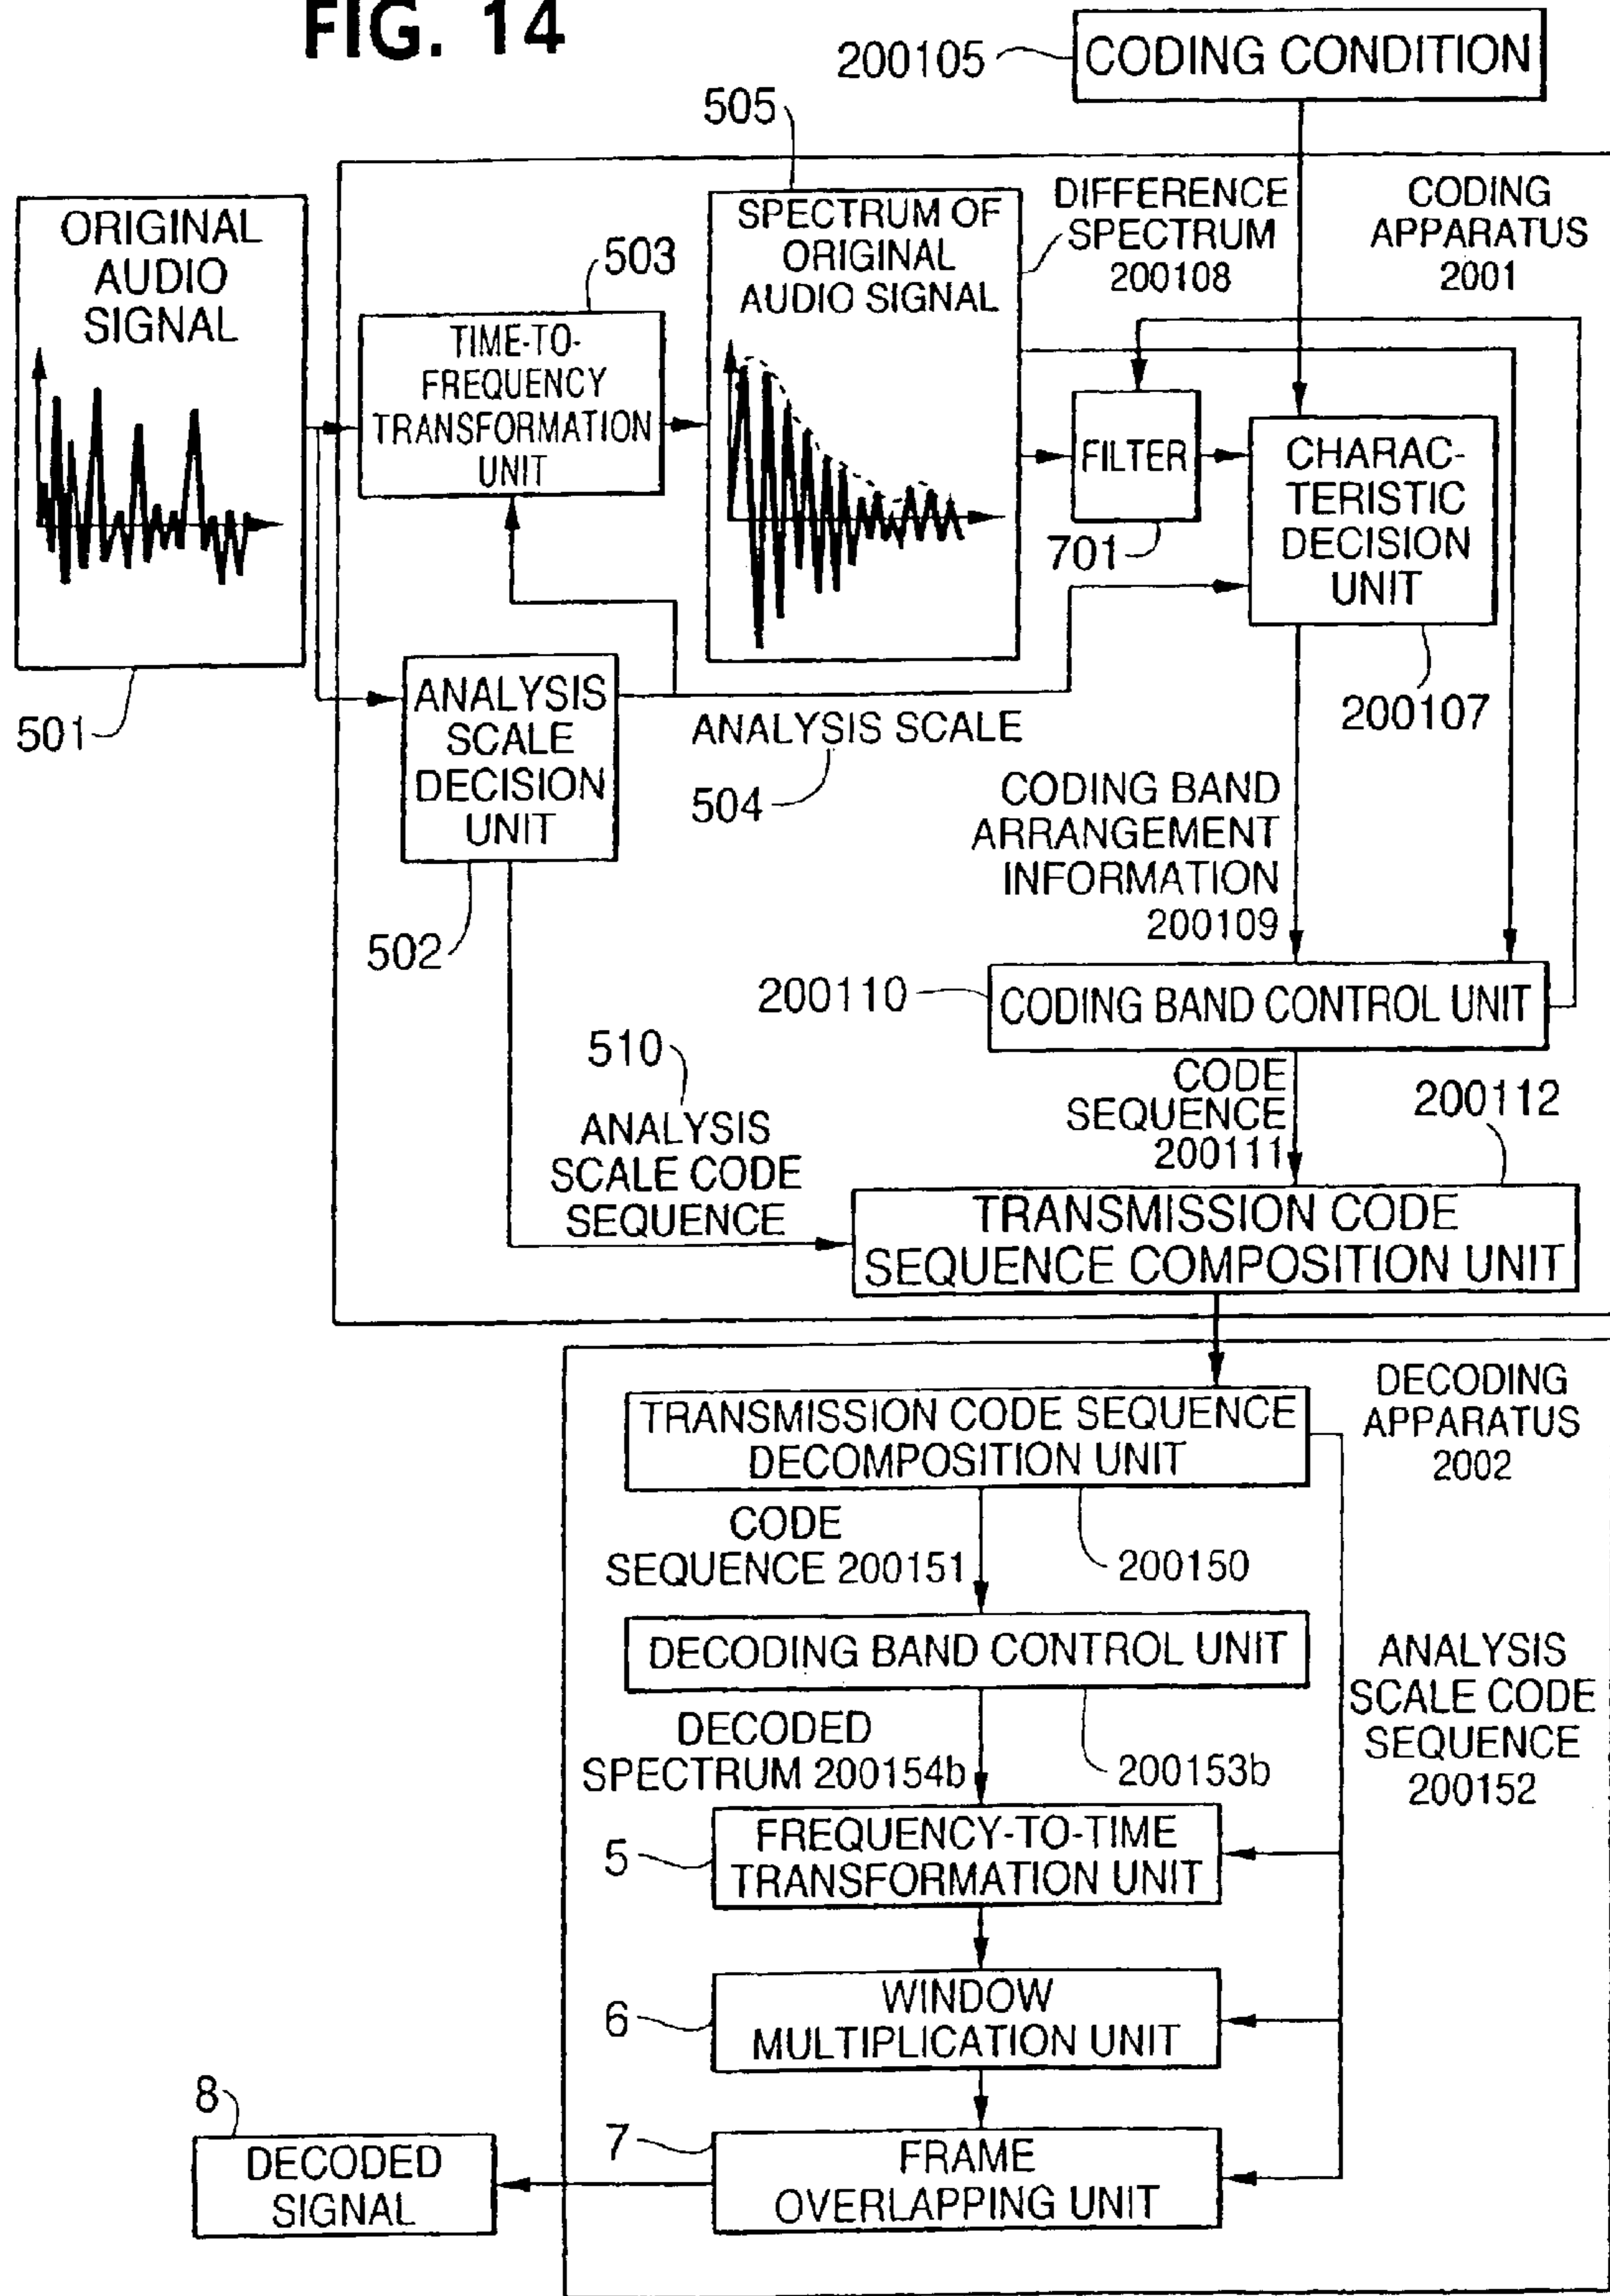 FIG. 14
200105
CODING CONDITION
505
ORIGINAL
AUDIO
SIGNAL
501
503
TIME-TO-
FREQUENCY
TRANSFORMATION
UNIT
SPECTRUM OF
ORIGINAL
AUDIO SIGNAL
DIFFERENCE
SPECTRUM
200108
CODING
APPARATUS
2001
FILTER
701
CHARAC-
TERISTIC
DECISION
UNIT
200107
ANALYSIS
SCALE
DECISION
UNIT
502
ANALYSIS SCALE
504
CODING BAND
ARRANGEMENT
INFORMATION
200109
200110
CODING BAND CONTROL UNIT
510
ANALYSIS
SCALE CODE
SEQUENCE
CODE
SEQUENCE
200111
200112
TRANSMISSION CODE
SEQUENCE COMPOSITION UNIT
DECODING
APPARATUS
2002
TRANSMISSION CODE SEQUENCE
DECOMPOSITION UNIT
CODE
SEQUENCE 200151
200150
DECODING BAND CONTROL UNIT
DECODED
SPECTRUM 200154b
200153b
ANALYSIS
SCALE CODE
SEQUENCE
200152
5
FREQUENCY-TO-TIME
TRANSFORMATION UNIT
6
WINDOW
MULTIPLICATION UNIT
7
FRAME
OVERLAPPING UNIT
8
DECODED
SIGNAL